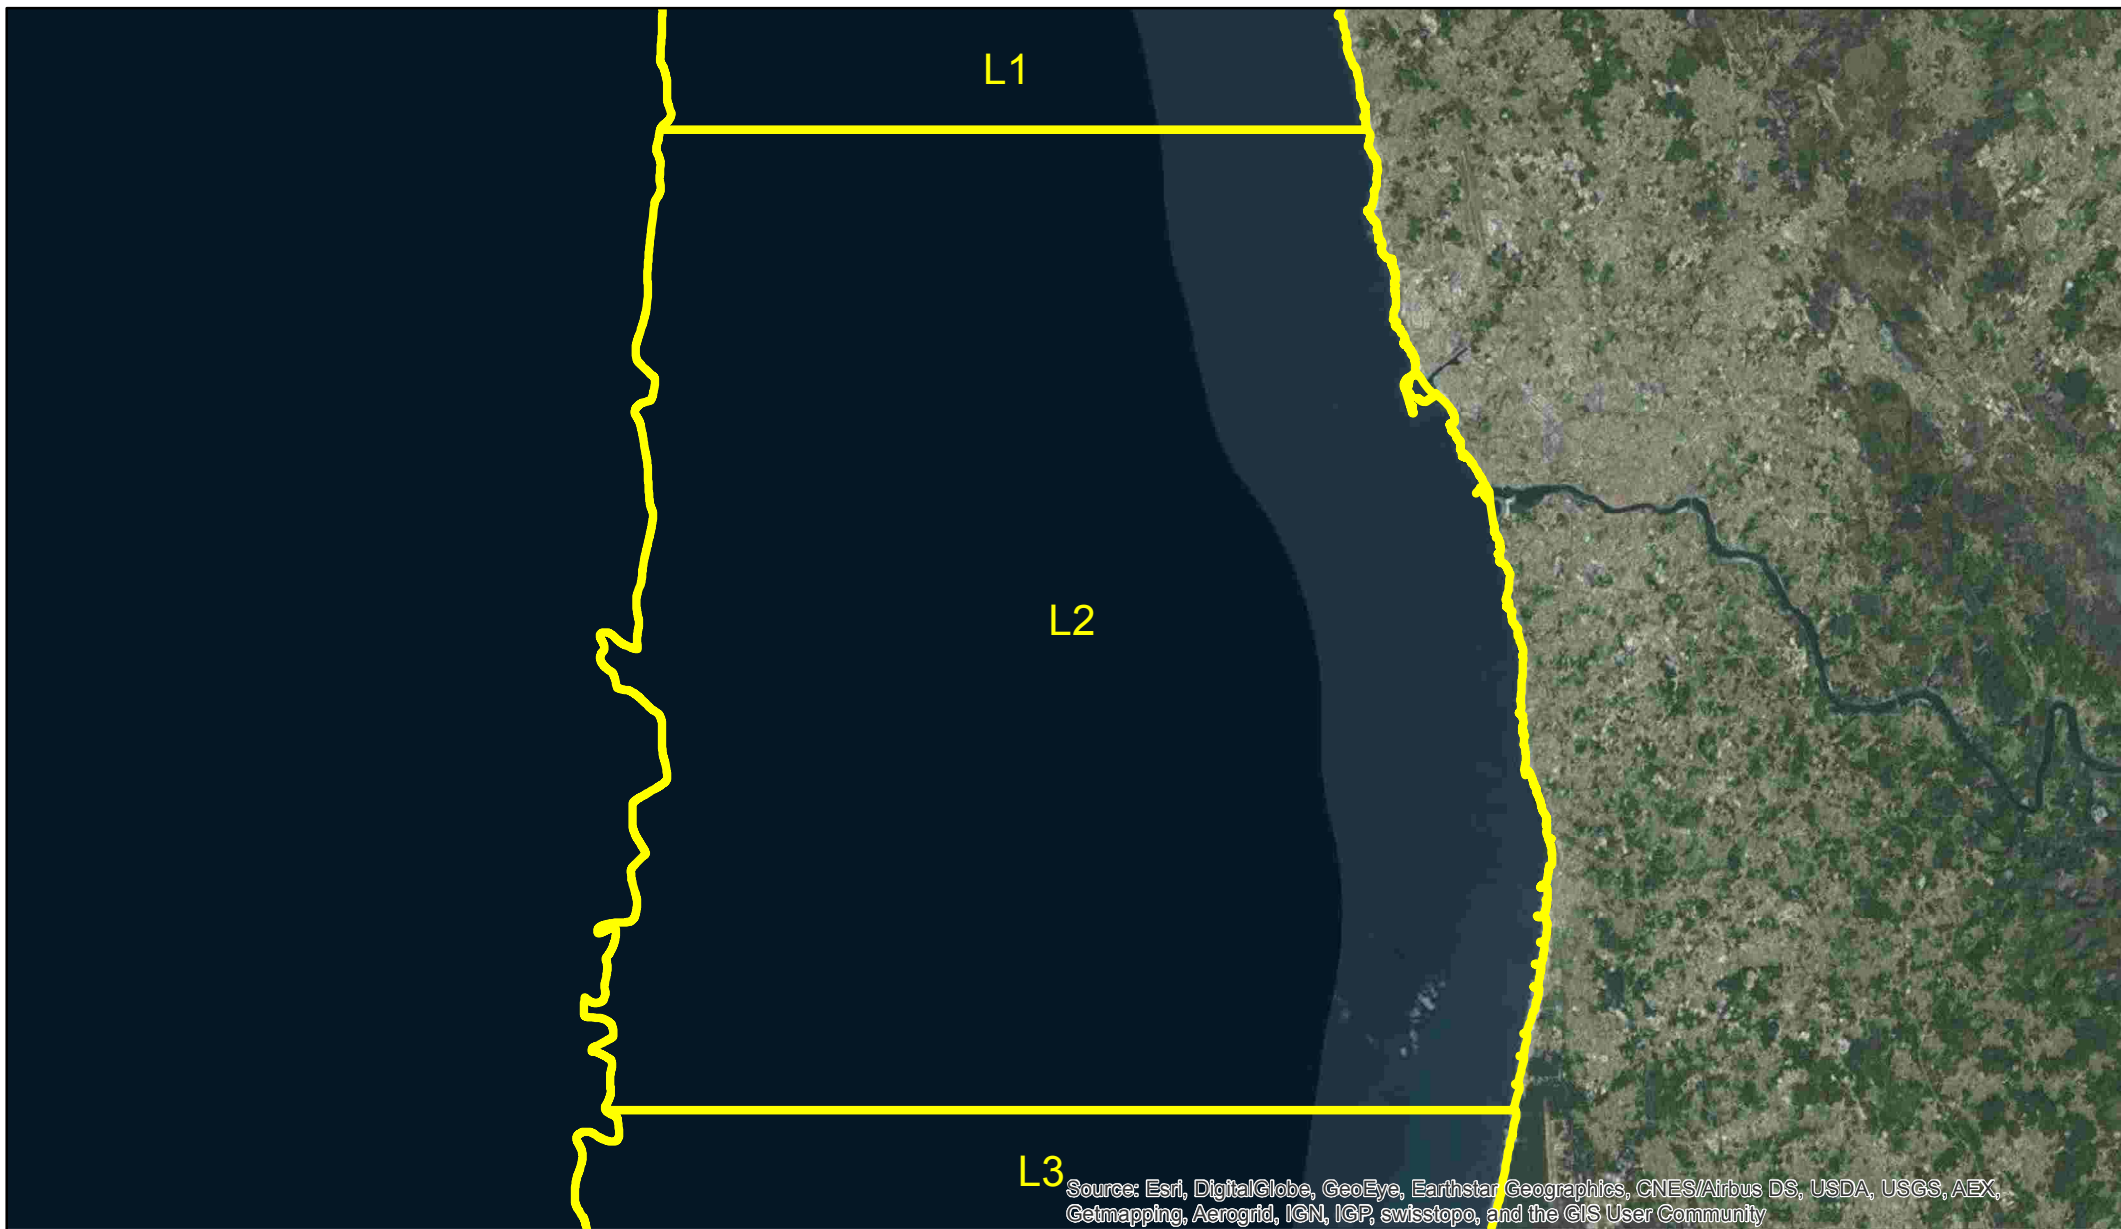 L1
L2
L3
Source: Esri, DigitalGlobe, GeoEye, Earthstar Geographics, CNES/Airbus DS, USDA, USGS, AEX,
Getmapping, Aerogrid, IGN, IGP, swisstopo, and the GIS User Community